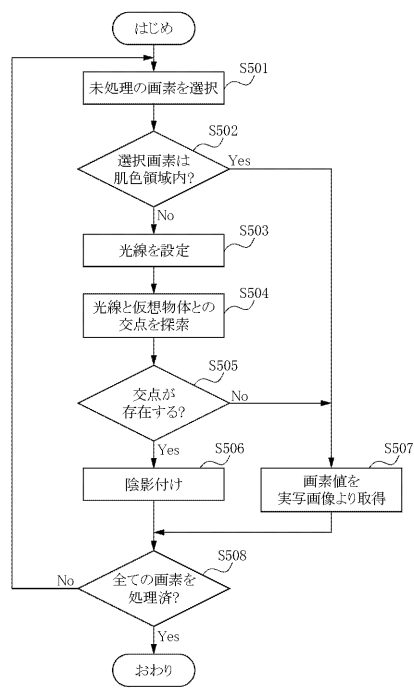 はじめ
S501
未処理の画素を選択
S502
選択画素は
肌色領域内?
Yes
No
S503
光線を設定
S504
光線と仮想物体との
交点を探索
S505
交点が
存在する?
No
Yes
S506
陰影付け
S507
画素値を
実写画像より取得
S508
全ての画素を
処理済?
No
Yes
おわり